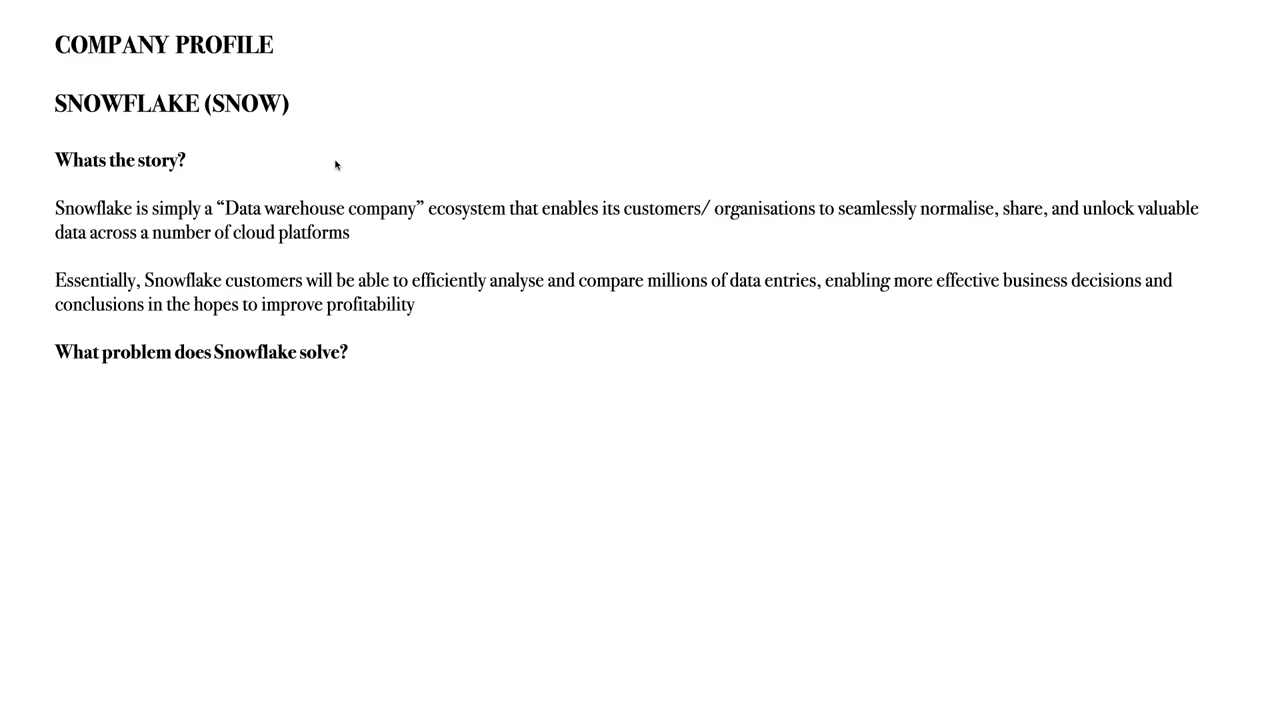 COMPANY PROFILE
SNOWFLAKE (SNOW)
Whats the story?
Snowflake is simply a “Data warehouse company” ecosystem that enables its customers/ organisations to seamlessly normalise, share, and unlock valuable
data across a number of cloud platforms
Essentially, Snowflake customers will be able to efficiently analyse and compare millions of data entries, enabling more effective business decisions and
conclusions in the hopes to improve profitability
What problem does Snowflake solve?